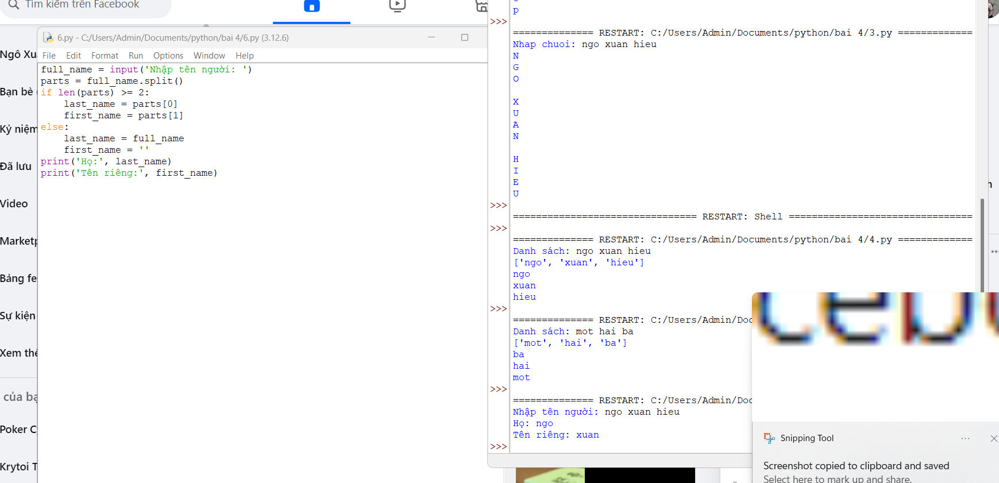 Tìm kiếm trên Facebook
Ngô Xu
Bạn bè
Kỷ niệm
Đã lưu
Video
Marketp
Bảng fe
Sự kiện
Xem thê
của bạ
Poker C
Krytoi T
6.py - C:/Users/Admin/Documents/python/bai 4/6.py (3.12.6)
File Edit Format Run Options Window Help
full_name = input('Nhập tên người: ')
parts = full_name.split()
if len(parts) >= 2:
    last_name = parts[0]
    first_name = parts[1]
else:
    last_name = full_name
    first_name = ''
print('Họ:', last_name)
print('Tên riêng:', first_name)
p
>>>
============== RESTART: C:/Users/Admin/Documents/python/bai 4/3.py =============
Nhap chuoi: ngo xuan hieu
N
G
O
X
U
A
N
H
I
E
U
>>>
================================ RESTART: Shell ================================
>>>
============== RESTART: C:/Users/Admin/Documents/python/bai 4/4.py =============
Danh sách: ngo xuan hieu
['ngo', 'xuan', 'hieu']
ngo
xuan
hieu
>>>
============== RESTART: C:/Users/Admin/Doc
Danh sách: mot hai ba
['mot', 'hai', 'ba']
ba
hai
mot
>>>
============== RESTART: C:/Users/Admin/Doc
Nhập tên người: ngo xuan hieu
Họ: ngo
Tên riêng: xuan
>>>
Snipping Tool
Screenshot copied to clipboard and saved
Select here to mark up and share.